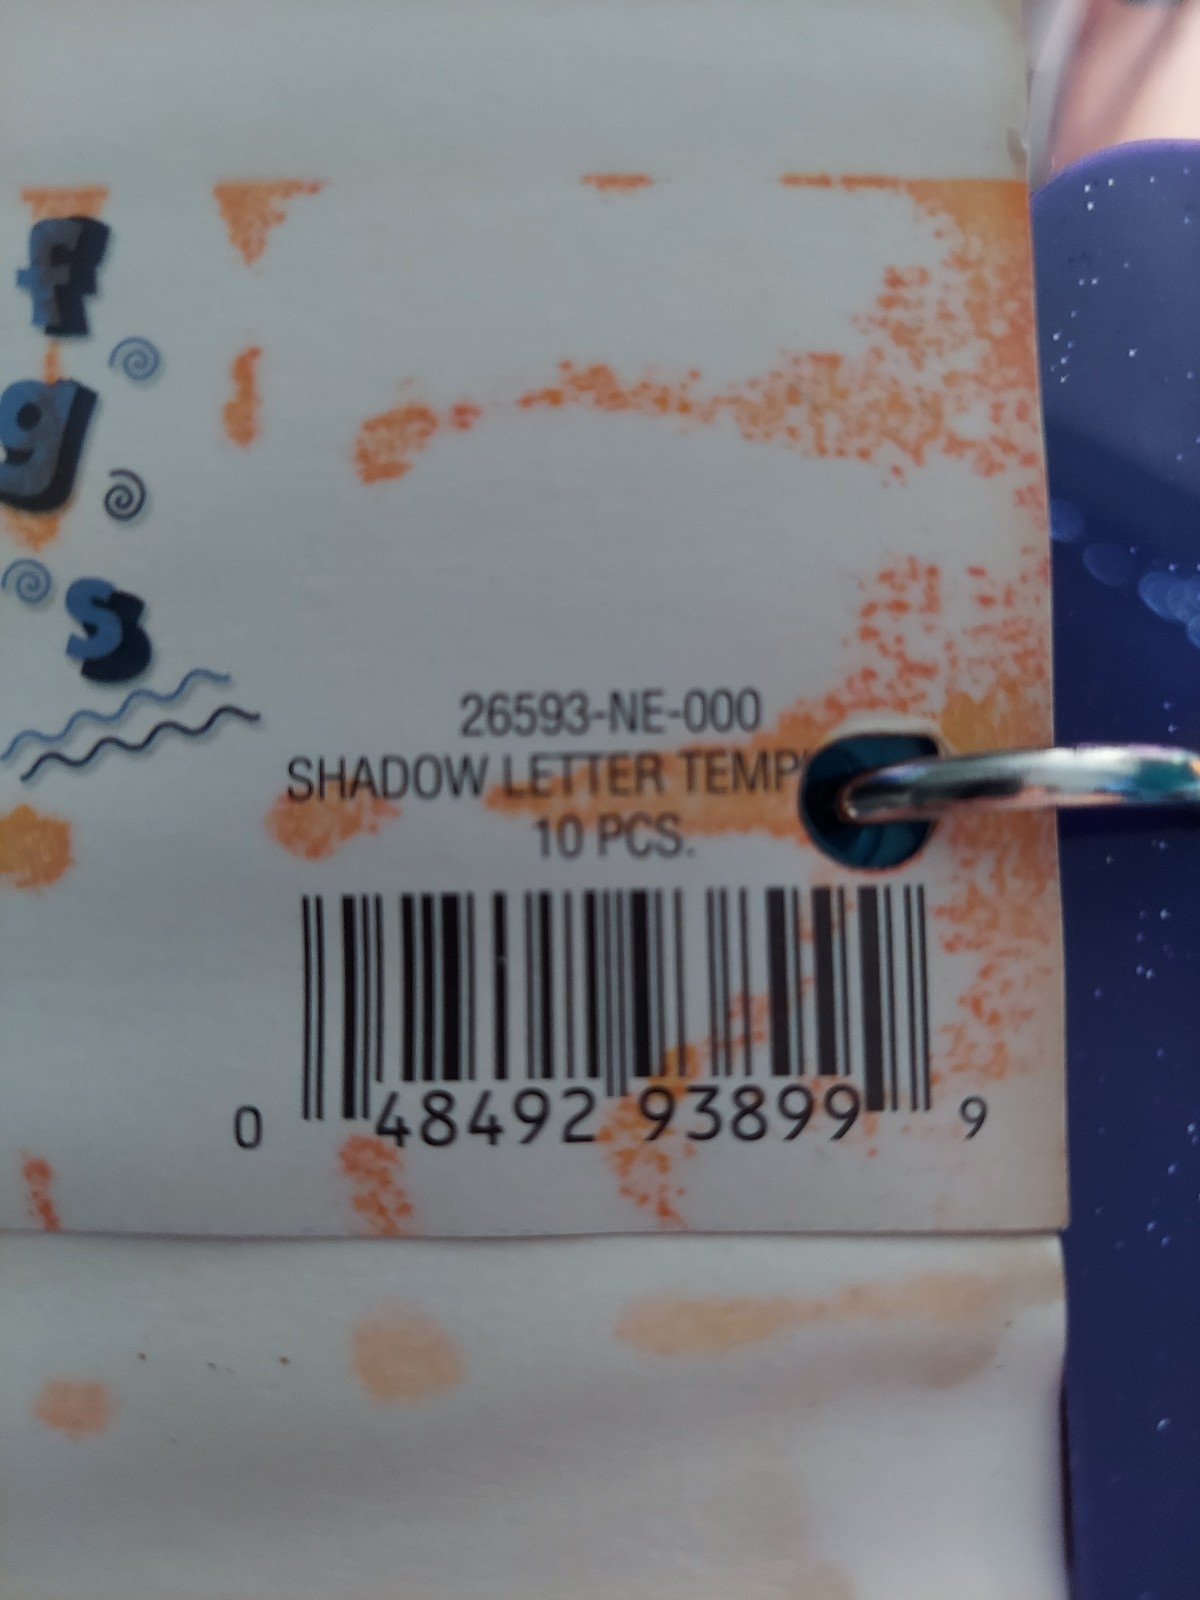 f
g
s
26593-NE-000
SHADOW LETTER TEMP
10 PCS.
0 48492 93899 9